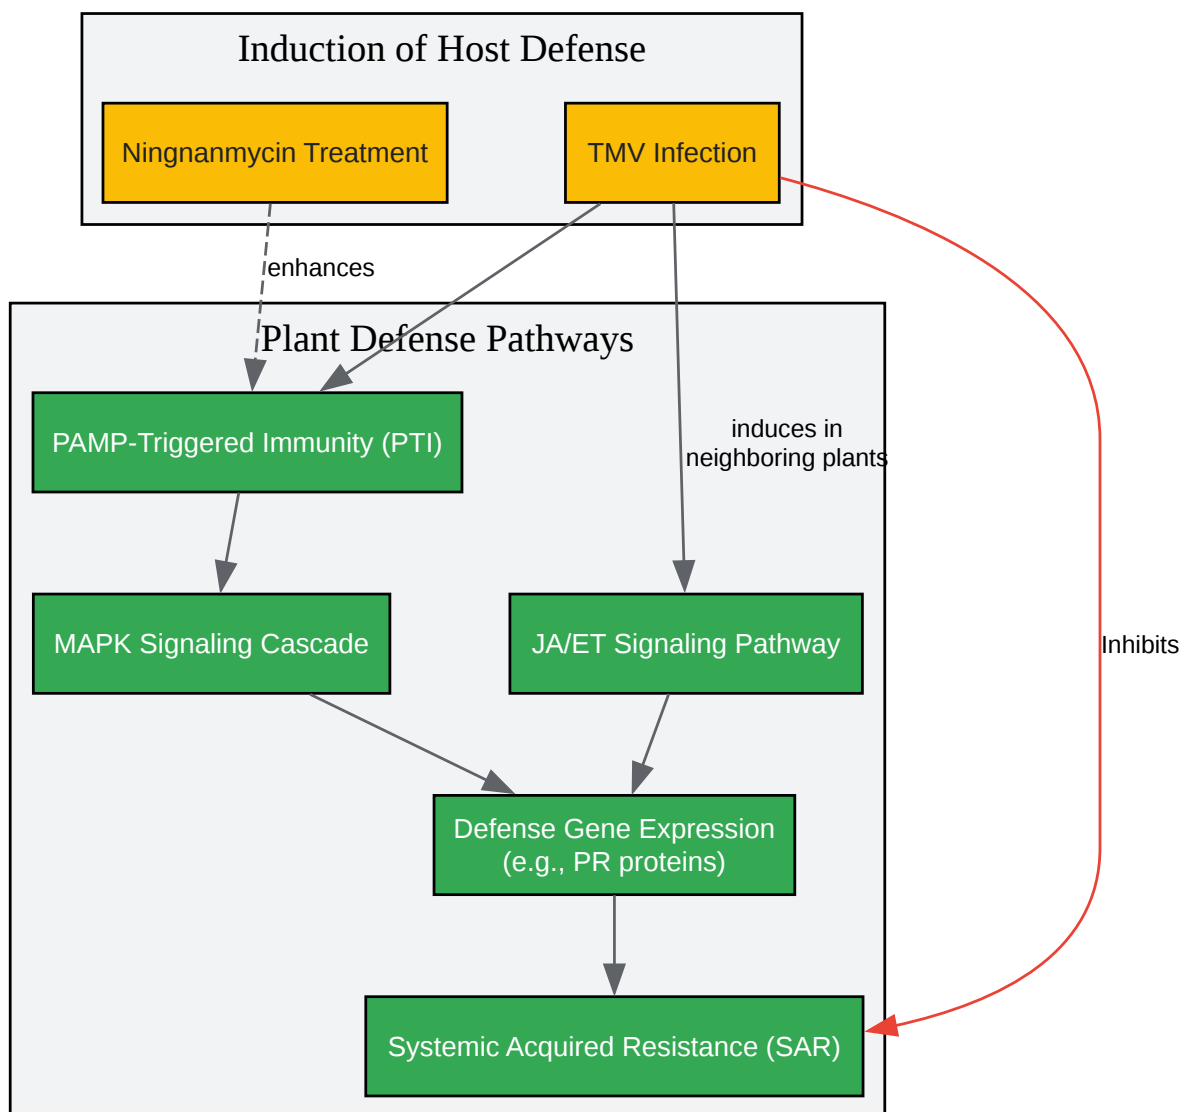 Induction of Host Defense
Ningnanmycin Treatment
TMV Infection
enhances
Plant Defense Pathways
PAMP-Triggered Immunity (PTI)
induces in
neighboring plants
MAPK Signaling Cascade
JA/ET Signaling Pathway
Inhibits
Defense Gene Expression
(e.g., PR proteins)
Systemic Acquired Resistance (SAR)